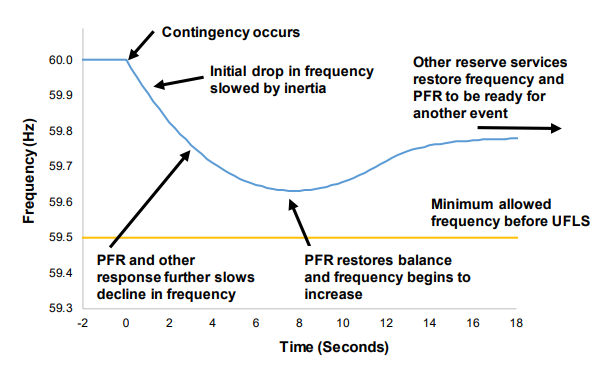 Contingency occurs
60.0
Initial drop in frequency
slowed by inertia
Other reserve services
restore frequency and
PFR to be ready for
another event
59.9
59.8
59.7
59.6
59.5
59.4
59.3
Frequency (Hz)
Minimum allowed
frequency before UFLS
PFR and other
response further slows
decline in frequency
PFR restores balance
and frequency begins to
increase
-2 0 2 4 6 8 10 12 14 16 18
Time (Seconds)